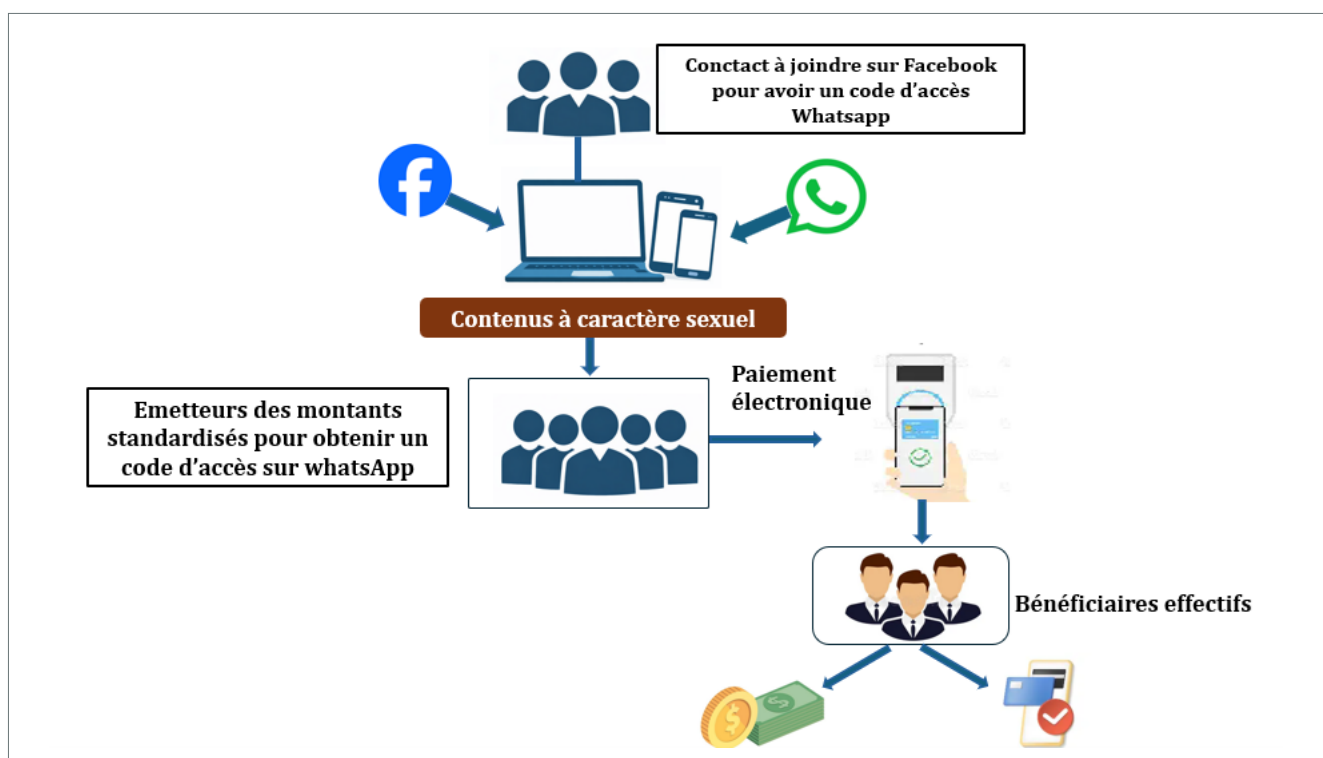 Conctact à joindre sur Facebook
pour avoir un code d’accès
Whatsapp
Contenus à caractère sexuel
Emetteurs des montants
standardisés pour obtenir un
code d’accès sur whatsApp
Paiement
électronique
Bénéficiaires effectifs